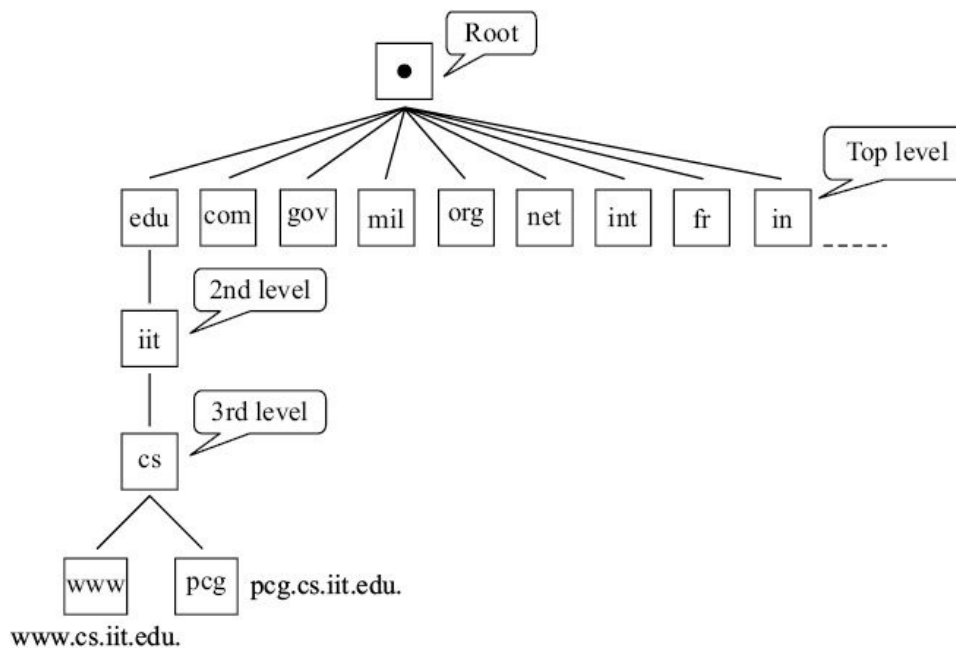 Root
Top level
edu com gov mil org net int fr in
2nd level
iit
3rd level
cs
www pcg pcg.cs.iit.edu.
www.cs.iit.edu.